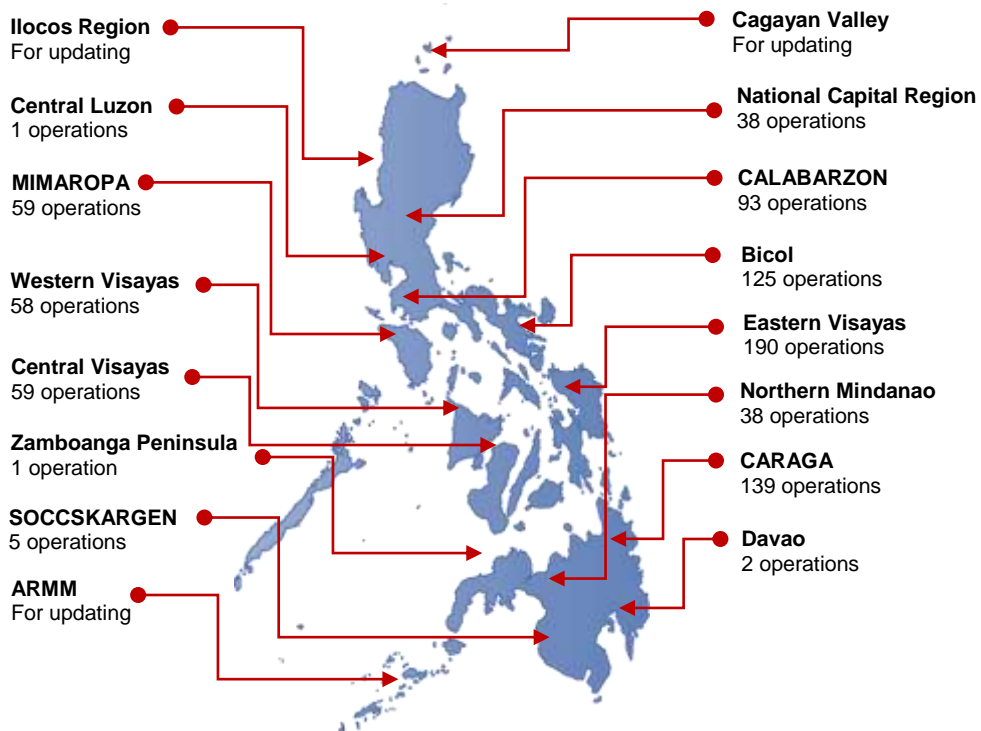 Ilocos Region
For updating
Central Luzon
1 operations
MIMAROPA
59 operations
Western Visayas
58 operations
Central Visayas
59 operations
Zamboanga Peninsula
1 operation
SOCCSKARGEN
5 operations
ARMM
For updating
Cagayan Valley
For updating
National Capital Region
38 operations
CALABARZON
93 operations
Bicol
125 operations
Eastern Visayas
190 operations
Northern Mindanao
38 operations
CARAGA
139 operations
Davao
2 operations